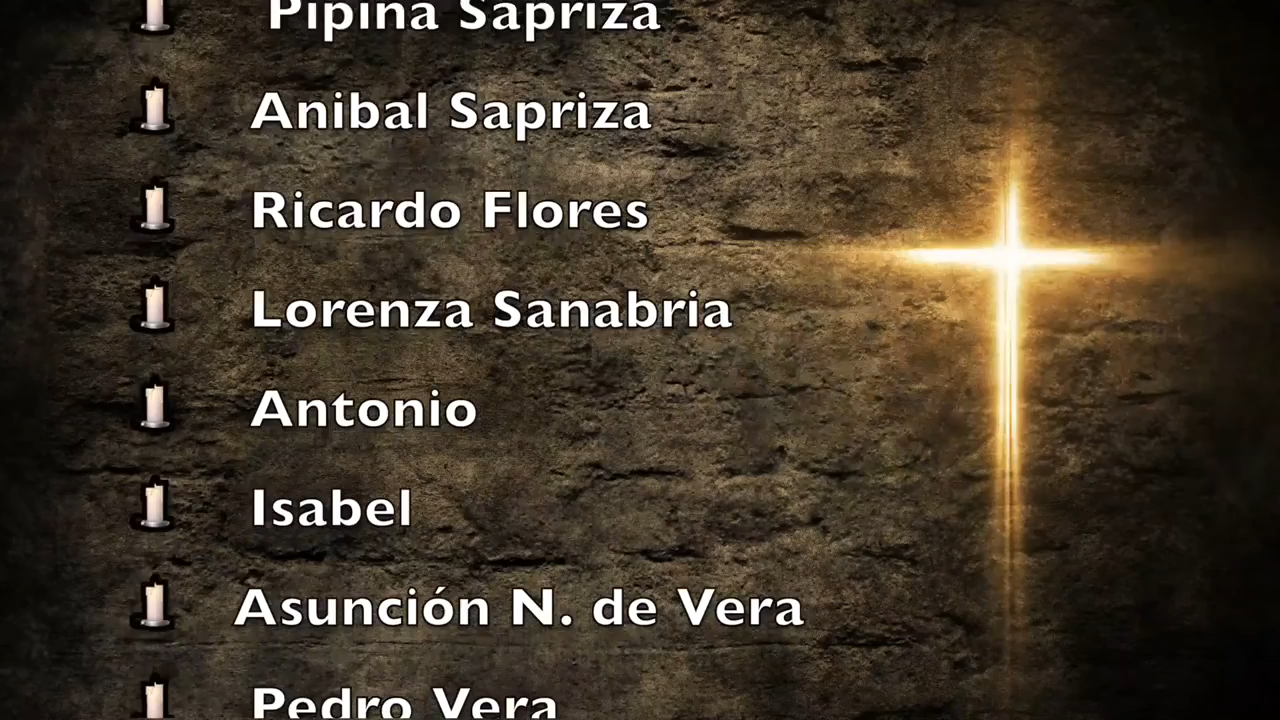 Pipina Sapriza
Anibal Sapriza
Ricardo Flores
Lorenza Sanabria
Antonio
Isabel
Asunción N. de Vera
Pedro Vera